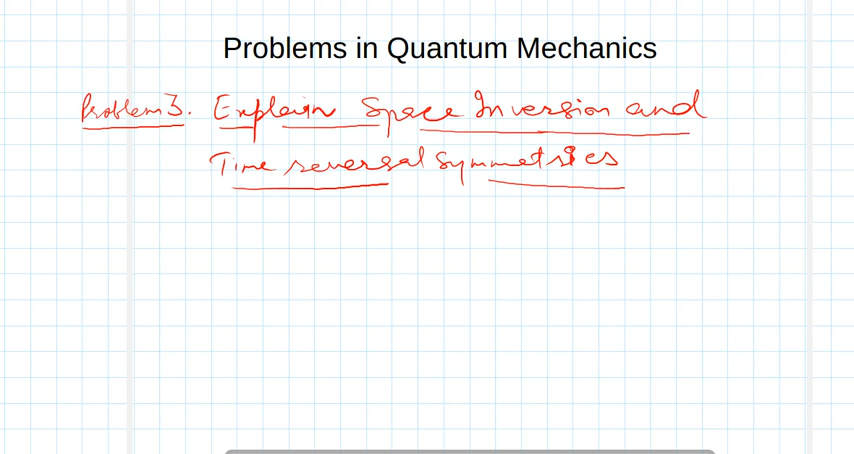 Problems in Quantum Mechanics
Problem 3. Explain Space Inversion and
Time reversal Symmetries